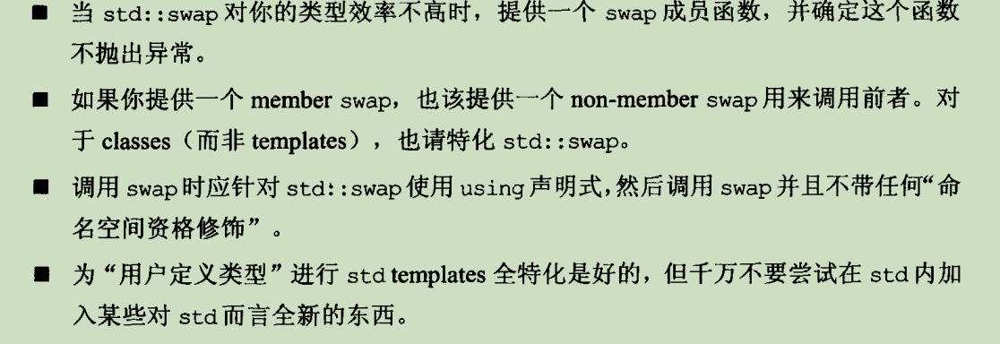 ■ 当 std::swap 对你的类型效率不高时，提供一个 swap 成员函数，并确定这个函数
不抛出异常。
■ 如果你提供一个 member swap，也该提供一个 non-member swap 用来调用前者。对
于 classes（而非 templates），也请特化 std::swap。
■ 调用 swap 时应针对 std::swap 使用 using 声明式，然后调用 swap 并且不带任何“命
名空间资格修饰”。
■ 为“用户定义类型”进行 std templates 全特化是好的，但千万不要尝试在 std 内加
入某些对 std 而言全新的东西。